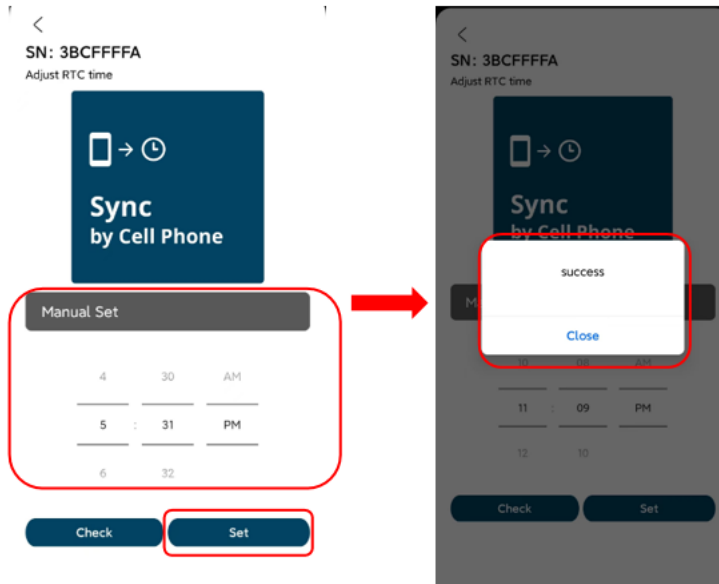 SN: 3BCFFFFA
Adjust RTC time
Sync
by Cell Phone
Manual Set
4 30 AM
5 : 31 PM
6 32
Check Set
SN: 3BCFFFFA
Adjust RTC time
Sync
by Cell Phone
success
Close
M
10 08 AM
11 : 09 PM
12 10
Check Set